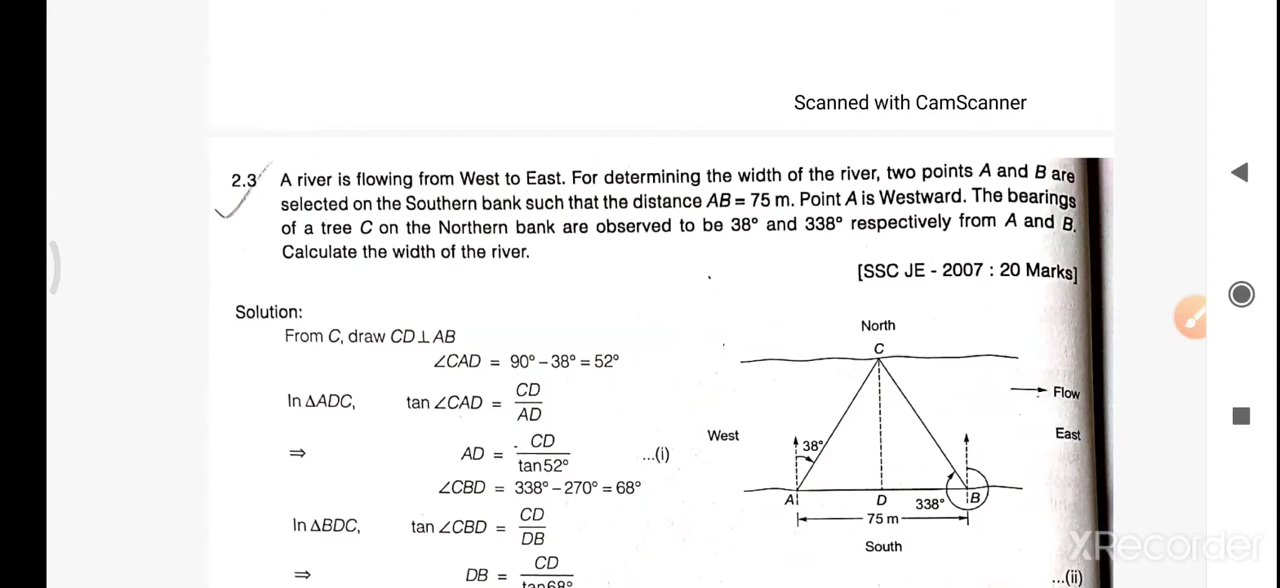 Scanned with CamScanner
2.3 A river is flowing from West to East. For determining the width of the river, two points A and B are
selected on the Southern bank such that the distance AB = 75 m. Point A is Westward. The bearings
of a tree C on the Northern bank are observed to be 38° and 338° respectively from A and B.
Calculate the width of the river.
[SSC JE - 2007 : 20 Marks]
Solution:
From C, draw CD ⊥ AB
∠CAD = 90° – 38° = 52°
In ΔADC, tan ∠CAD = CD / AD
⇒ AD = CD / tan52° ...(i)
∠CBD = 338° – 270° = 68°
In ΔBDC, tan ∠CBD = CD / DB
⇒ DB = CD / tan68° ...(ii)
North
C
Flow
West
East
38°
A
D
338°
B
75 m
South
XRecorder